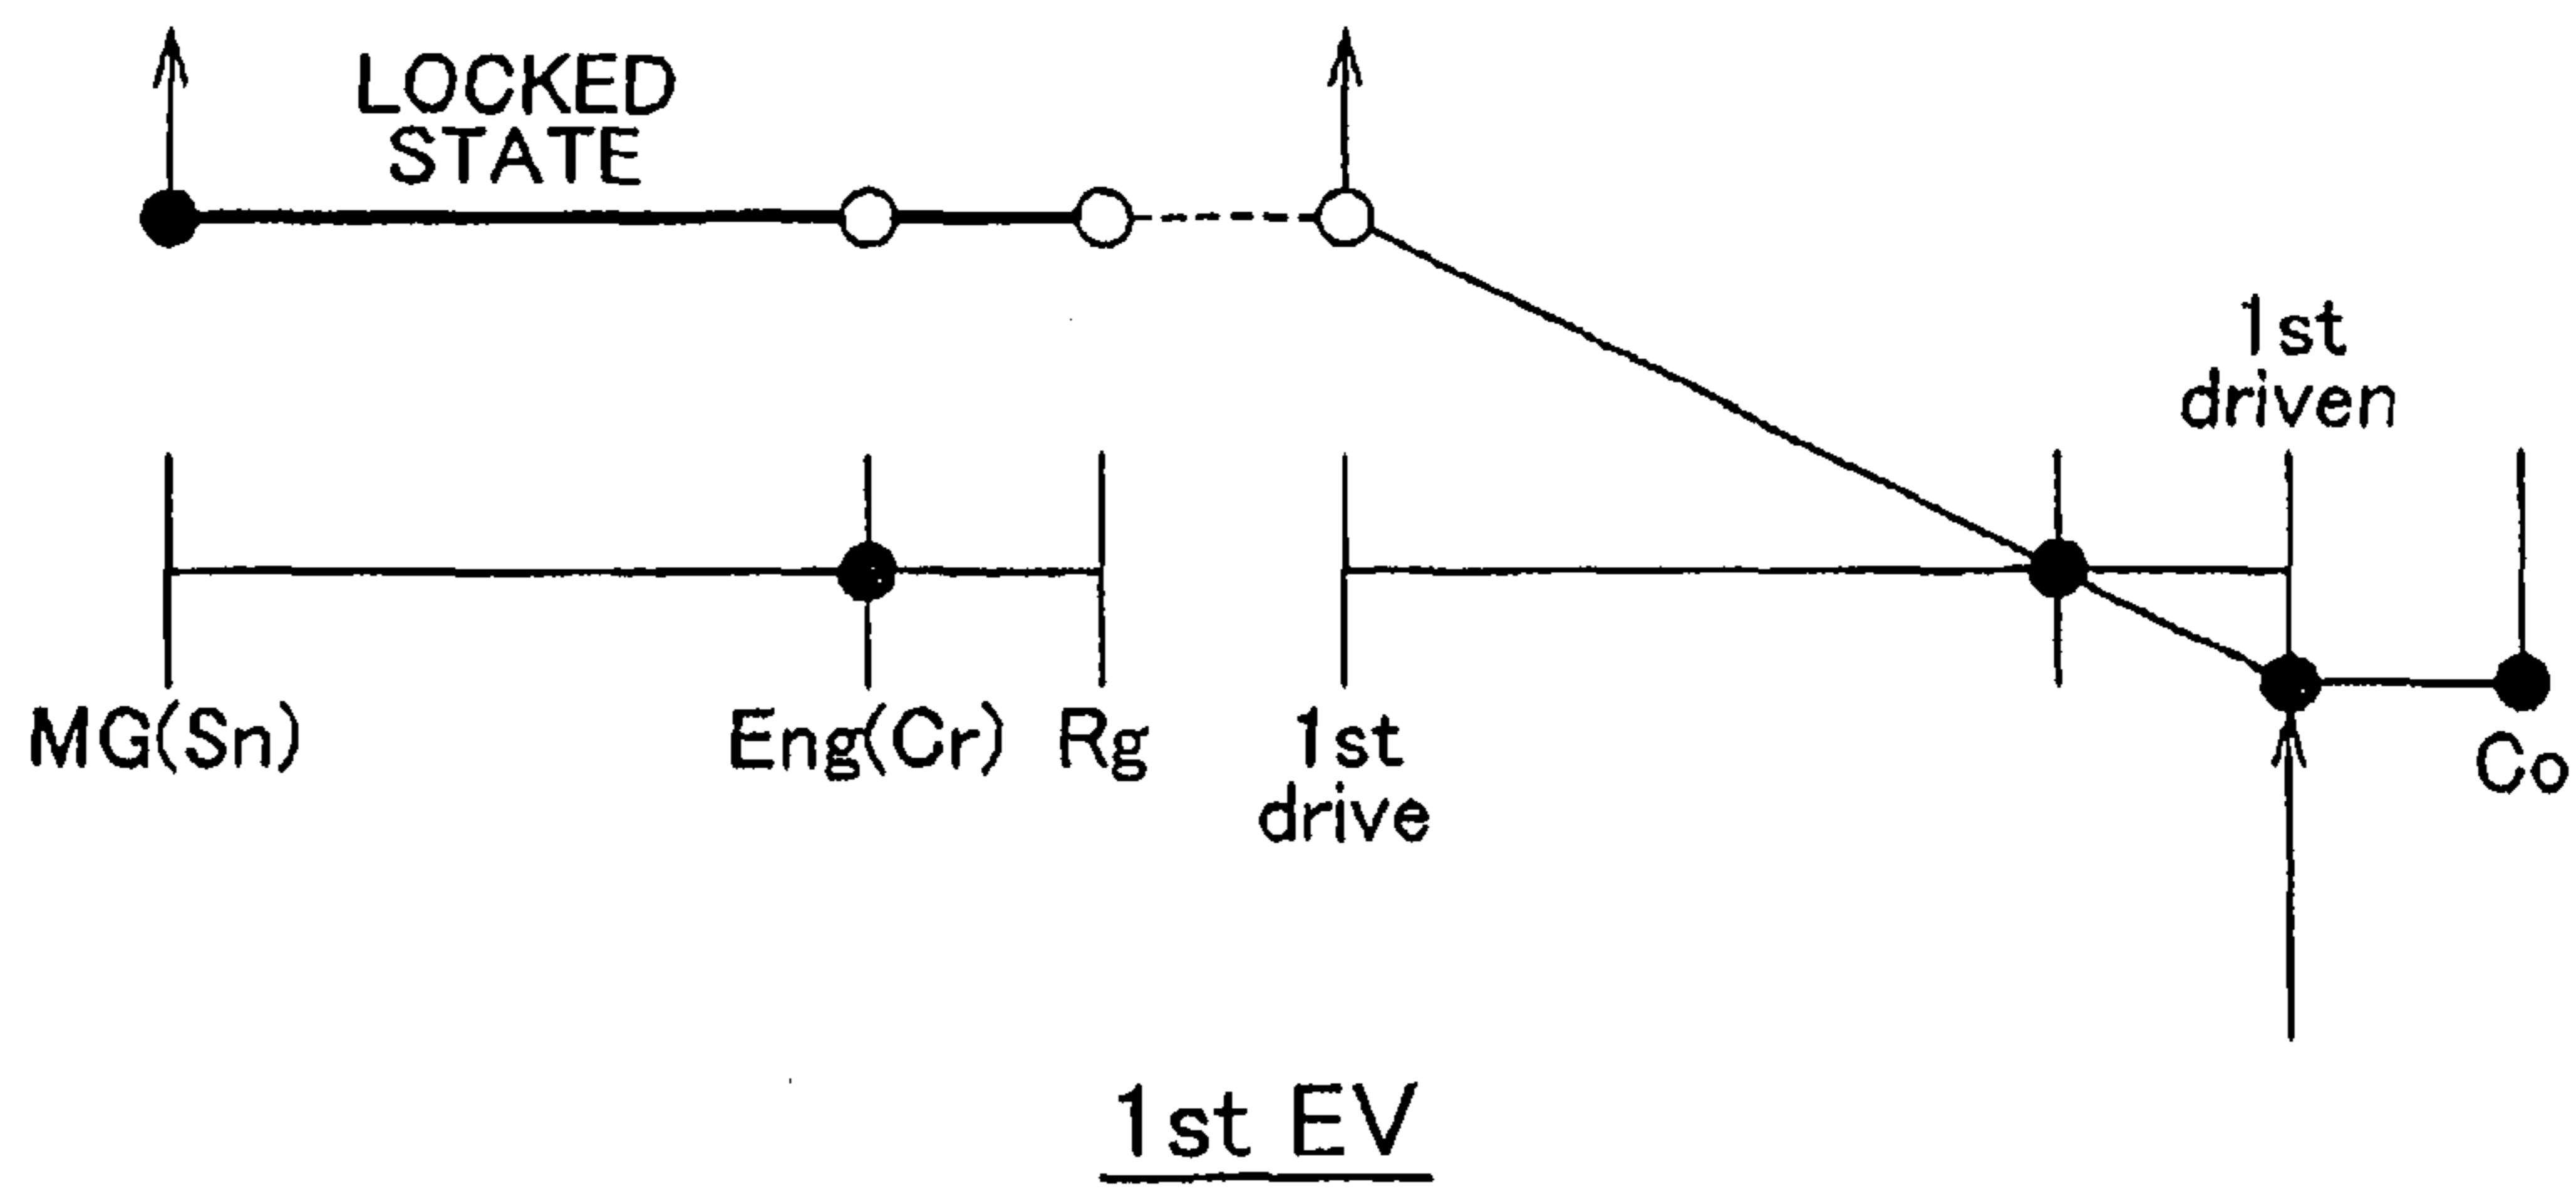 LOCKED
STATE
1st
driven
MG(Sn)
Eng(Cr)
Rg
1st
drive
Co
1st EV